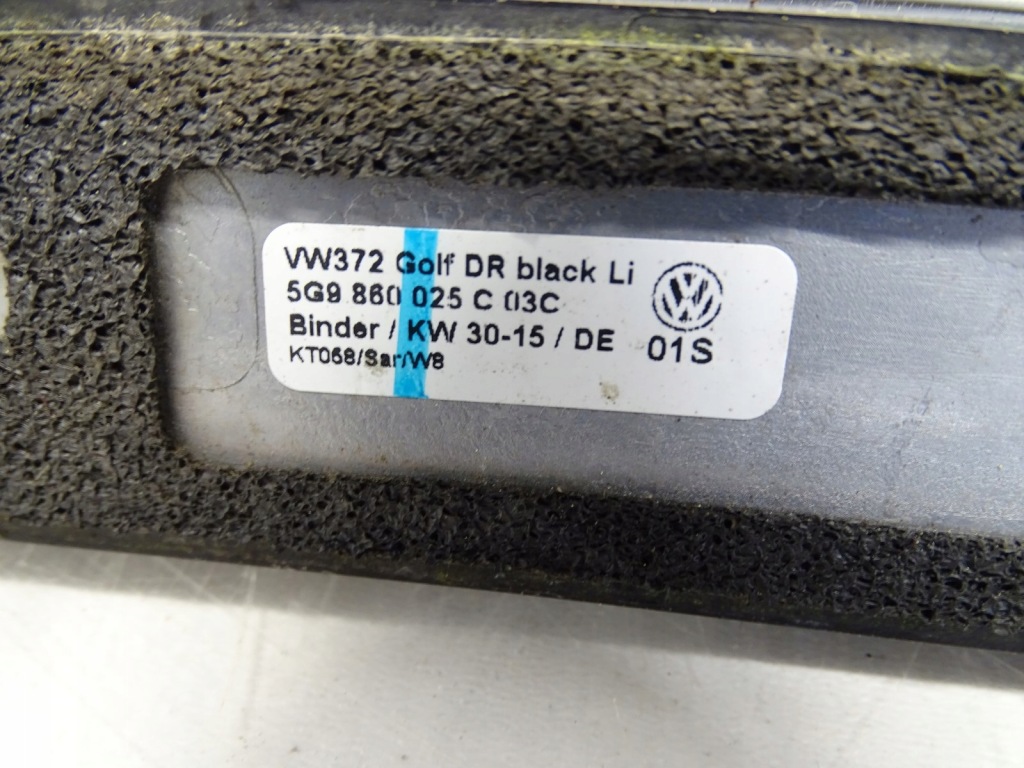 VW372 Golf DR black Li
5G9 860 025 C 03C
Binder / KW 30-15 / DE
01S
KT068/Sar/W8